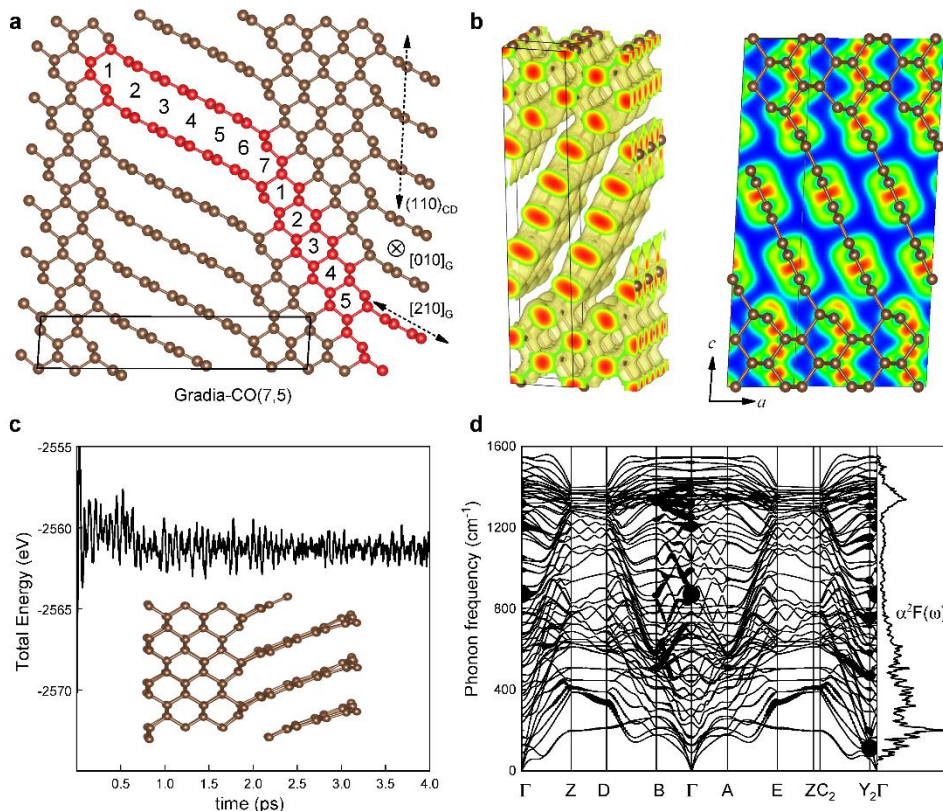 a
1
2
3
4
5
6
7
1
2
3
4
5
(110)CD
[010]G
[210]G
Gradia-CO(7,5)
b
c
a
c
-2555
-2560
-2565
-2570
Total Energy (eV)
0.5 1.0 1.5 2.0 2.5 3.0 3.5 4.0
time (ps)
d
1600
1200
800
400
0
Phonon frequency (cm⁻¹)
α²F(ω)
Γ Z D B Γ A E ZC₂ Y₂Γ